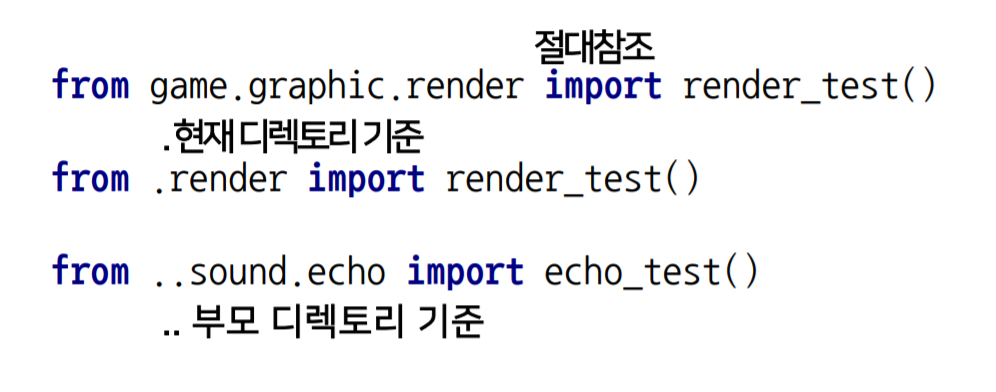 절대참조
from game.graphic.render import render_test()
.현재 디렉토리 기준
from .render import render_test()
from ..sound.echo import echo_test()
.. 부모 디렉토리 기준